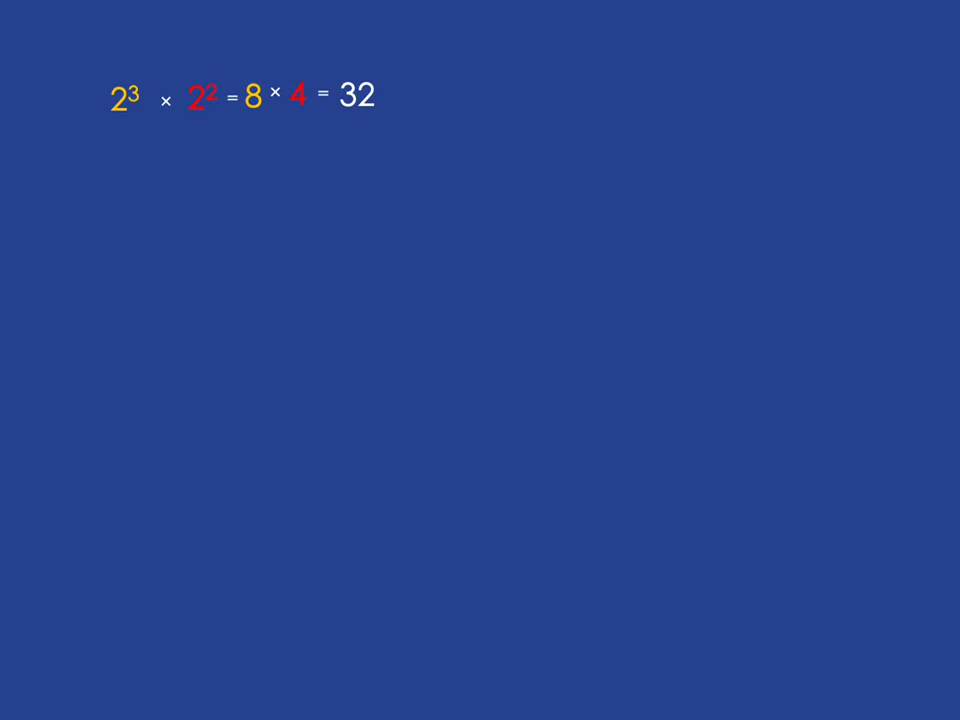 2³ × 2² = 8 × 4 = 32